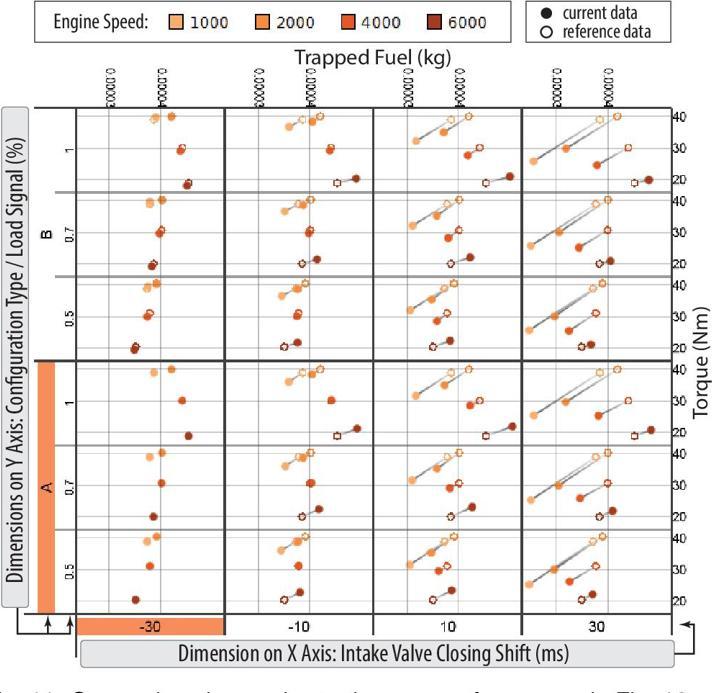 Engine Speed: 1000 2000 4000 6000
current data
reference data
Trapped Fuel (kg)
Dimensions on Y Axis: Configuration Type / Load Signal (%)
B
1
40
30
20
0.7
40
30
20
0.5
40
30
20
A
1
40
30
20
0.7
40
30
20
0.5
40
30
20
Torque (Nm)
-30 -10 10 30
Dimension on X Axis: Intake Valve Closing Shift (ms)